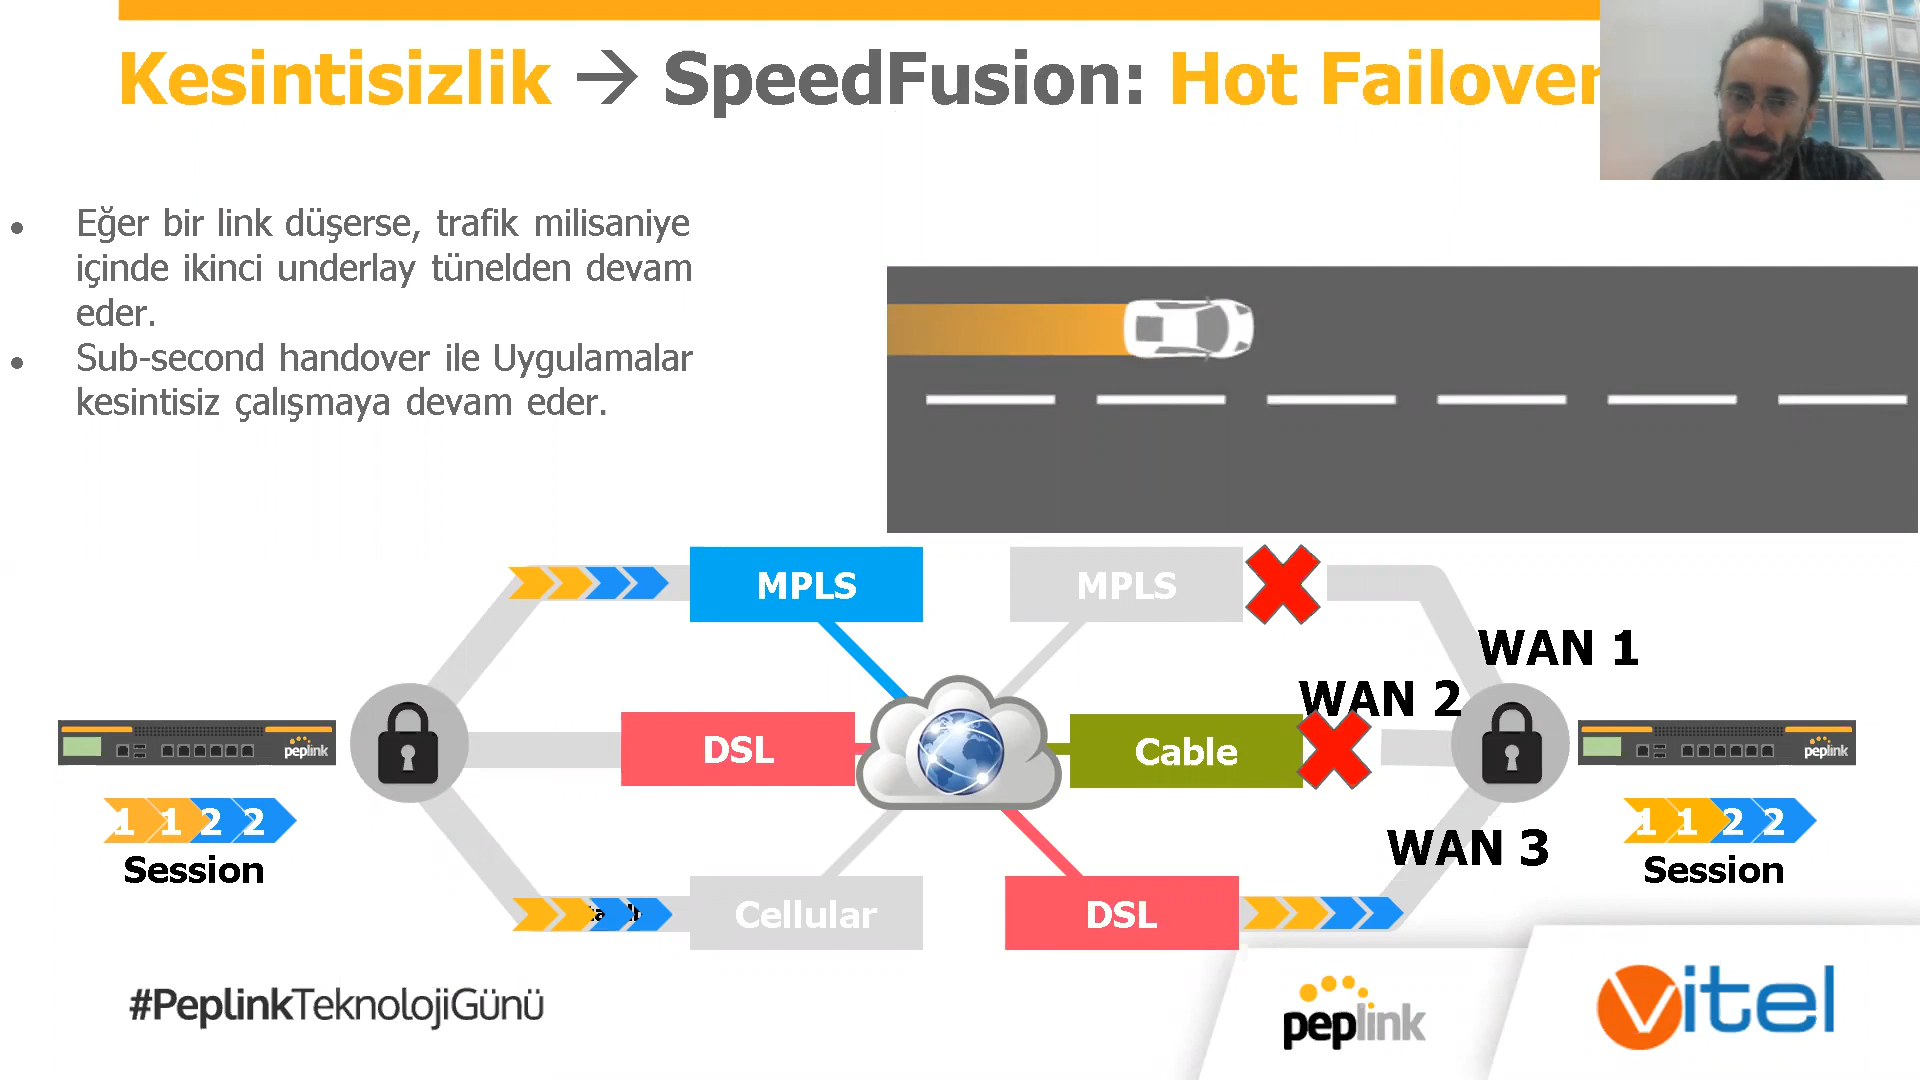 Kesintisizlik → SpeedFusion: Hot Failover
• Eğer bir link düşerse, trafik milisaniye
içinde ikinci underlay tünelden devam
eder.
• Sub-second handover ile Uygulamalar
kesintisiz çalışmaya devam eder.
MPLS
MPLS
WAN 1
WAN 2
DSL
Cable
peplink
peplink
1 1 2 2
Session
WAN 3
1 1 2 2
Session
Cellular
DSL
#PeplinkTeknolojiGünü
peplink
Vitel